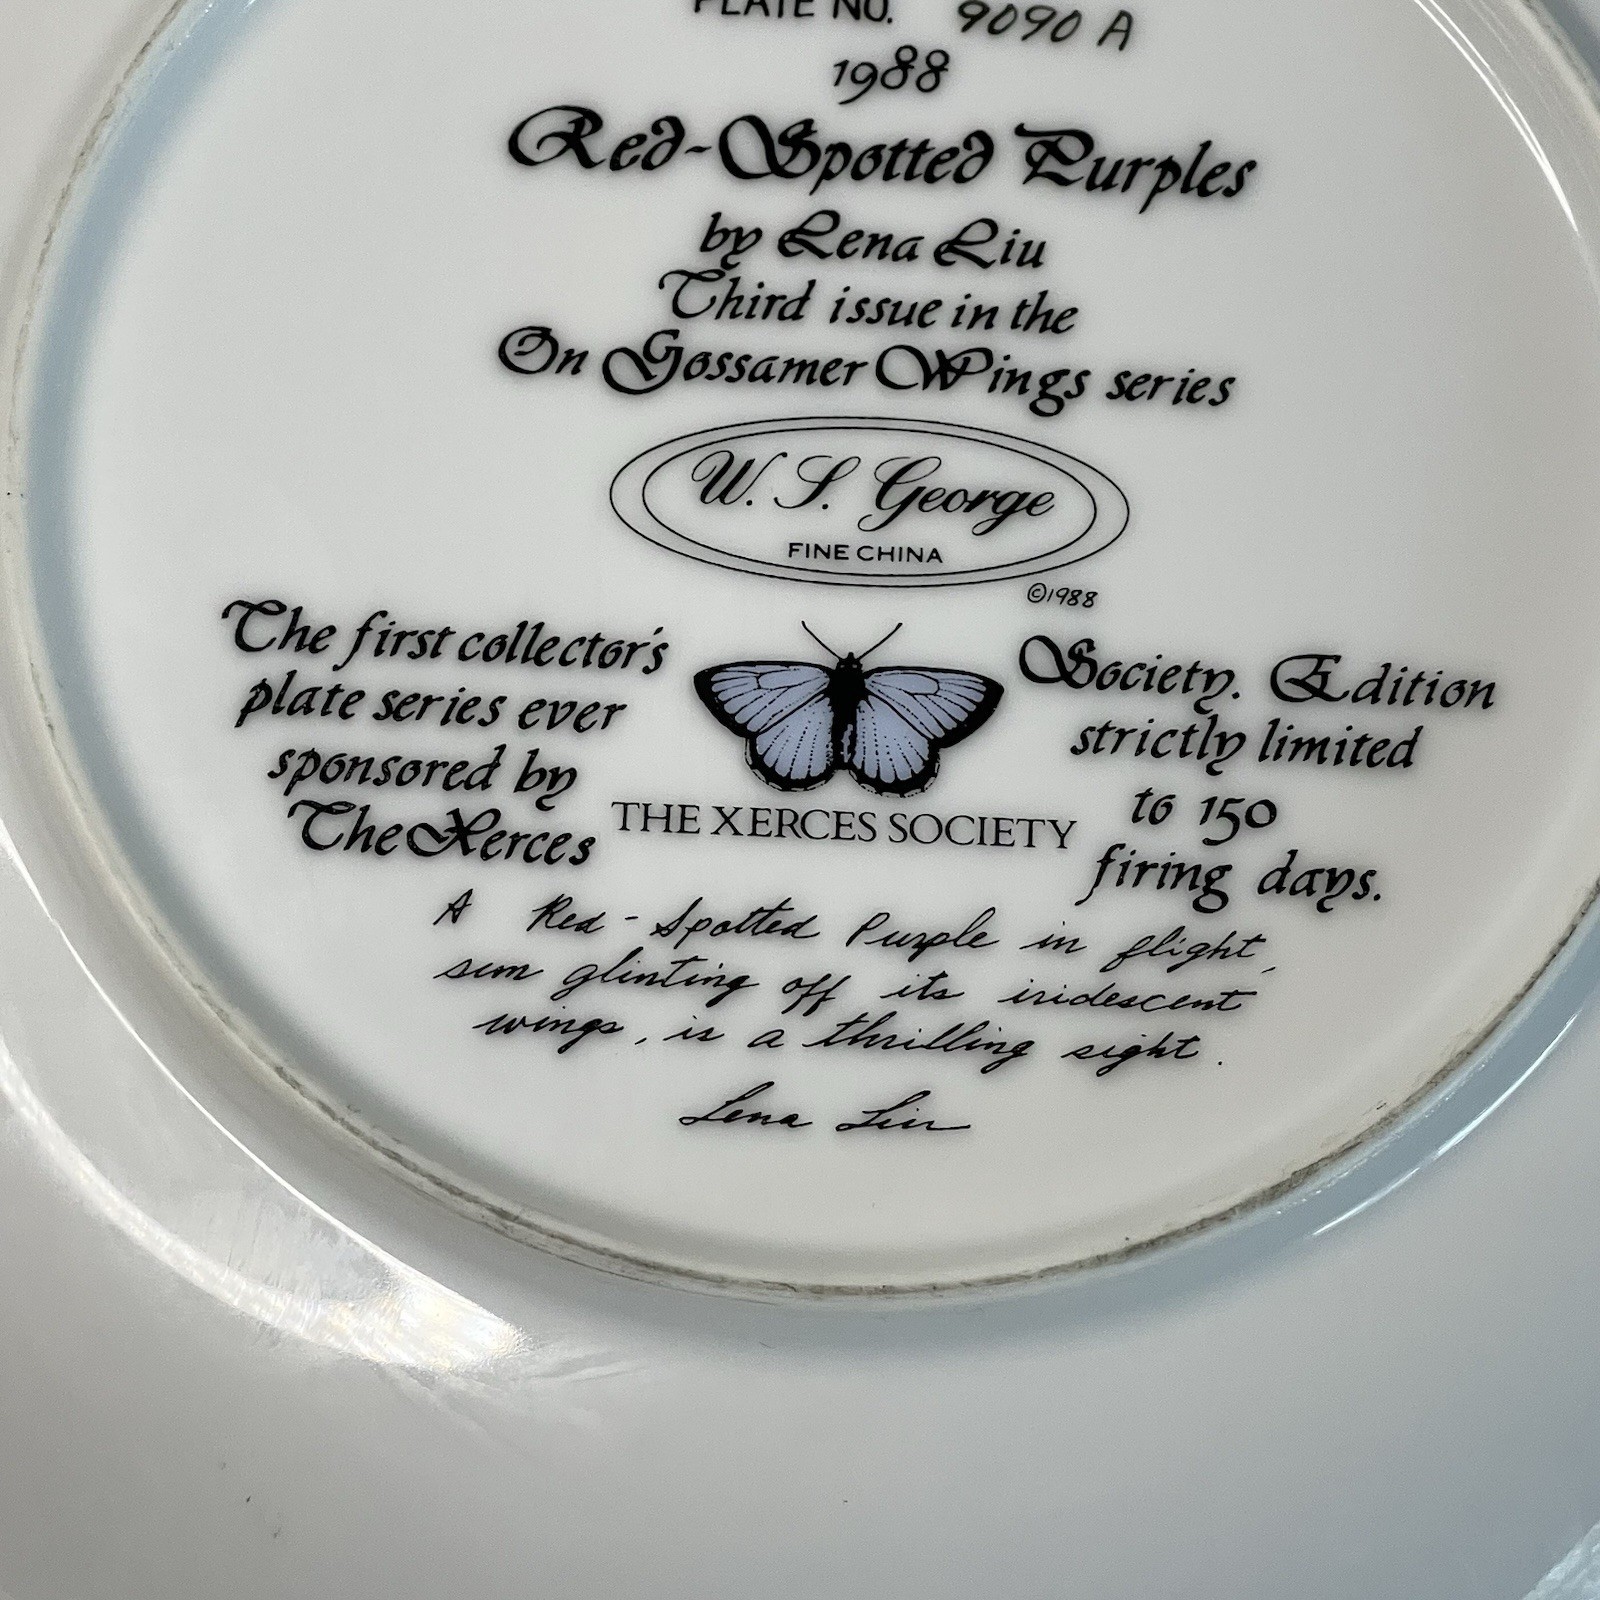 PLATE NO. 9090 A
1988
Red-Spotted Purples
by Lena Liu
Third issue in the
On Gossamer Wings series
W. S. George
FINE CHINA
©1988
The first collector's
plate series ever
sponsored by
The Xerces
THE XERCES SOCIETY
Society. Edition
strictly limited
to 150
firing days.
A Red-Spotted Purple in flight,
sun glinting off its iridescent
wings, is a thrilling sight.
Lena Liu